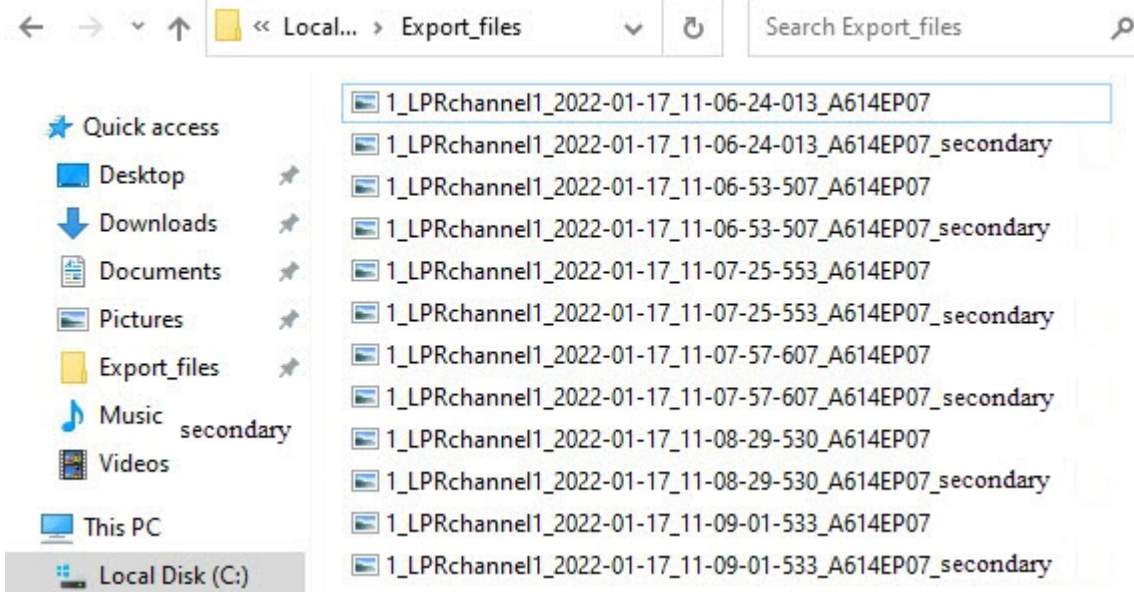 « Local... > Export_files
Search Export_files
Quick access
Desktop
Downloads
Documents
Pictures
Export_files
Music
secondary
Videos
This PC
Local Disk (C:)
1_LPRchannel1_2022-01-17_11-06-24-013_A614EP07
1_LPRchannel1_2022-01-17_11-06-24-013_A614EP07_secondary
1_LPRchannel1_2022-01-17_11-06-53-507_A614EP07
1_LPRchannel1_2022-01-17_11-06-53-507_A614EP07_secondary
1_LPRchannel1_2022-01-17_11-07-25-553_A614EP07
1_LPRchannel1_2022-01-17_11-07-25-553_A614EP07_secondary
1_LPRchannel1_2022-01-17_11-07-57-607_A614EP07
1_LPRchannel1_2022-01-17_11-07-57-607_A614EP07_secondary
1_LPRchannel1_2022-01-17_11-08-29-530_A614EP07
1_LPRchannel1_2022-01-17_11-08-29-530_A614EP07_secondary
1_LPRchannel1_2022-01-17_11-09-01-533_A614EP07
1_LPRchannel1_2022-01-17_11-09-01-533_A614EP07_secondary